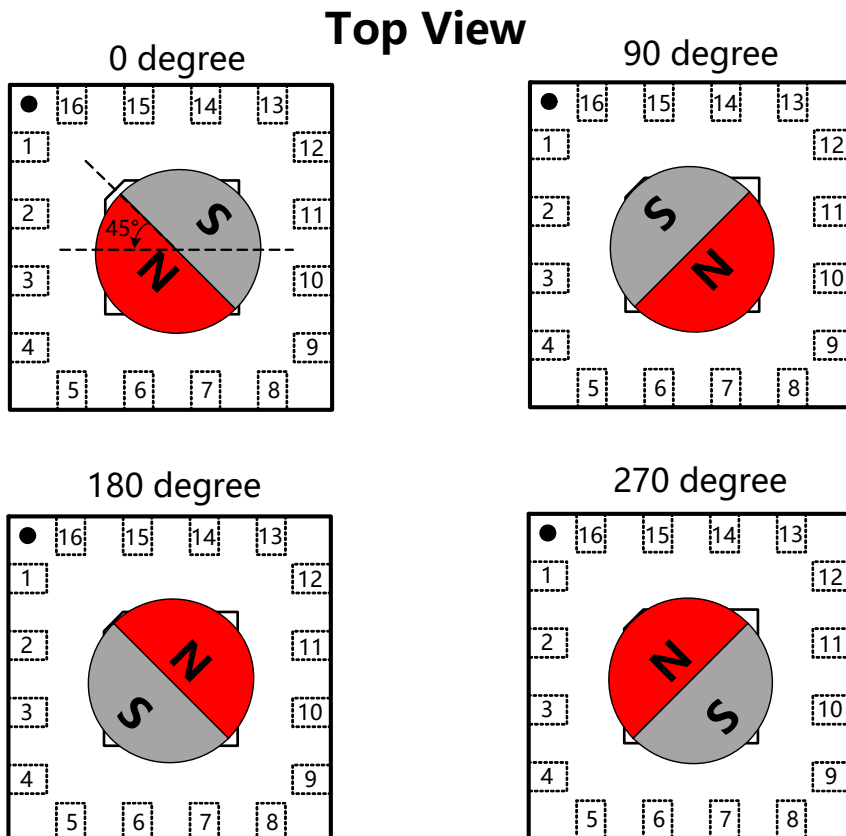 Top View
0 degree
90 degree
16 15 14 13
1 12
2 11
3 10
4 9
5 6 7 8
S
45°
N
16 15 14 13
1 12
2 11
3 10
4 9
5 6 7 8
S
N
180 degree
270 degree
16 15 14 13
1 12
2 11
3 10
4 9
5 6 7 8
N
S
16 15 14 13
1 12
2 11
3 10
4 9
5 6 7 8
N
S